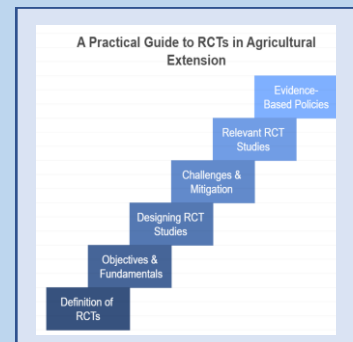 A Practical Guide to RCTs in Agricultural
Extension
Evidence-
Based Policies
Relevant RCT
Studies
Challenges &
Mitigation
Designing RCT
Studies
Objectives &
Fundamentals
Definition of
RCTs